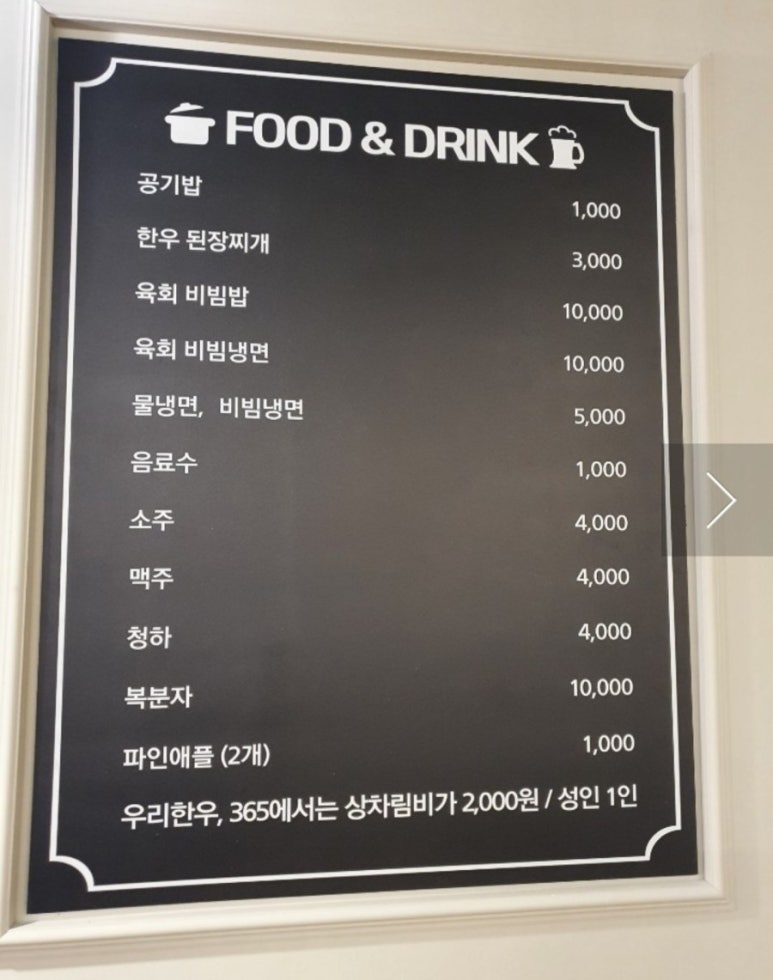 FOOD & DRINK
공기밥 1,000
한우 된장찌개 3,000
육회 비빔밥 10,000
육회 비빔냉면 10,000
물냉면, 비빔냉면 5,000
음료수 1,000
소주 4,000
맥주 4,000
청하 4,000
복분자 10,000
파인애플 (2개) 1,000
우리한우, 365에서는 상차림비가 2,000원 / 성인 1인